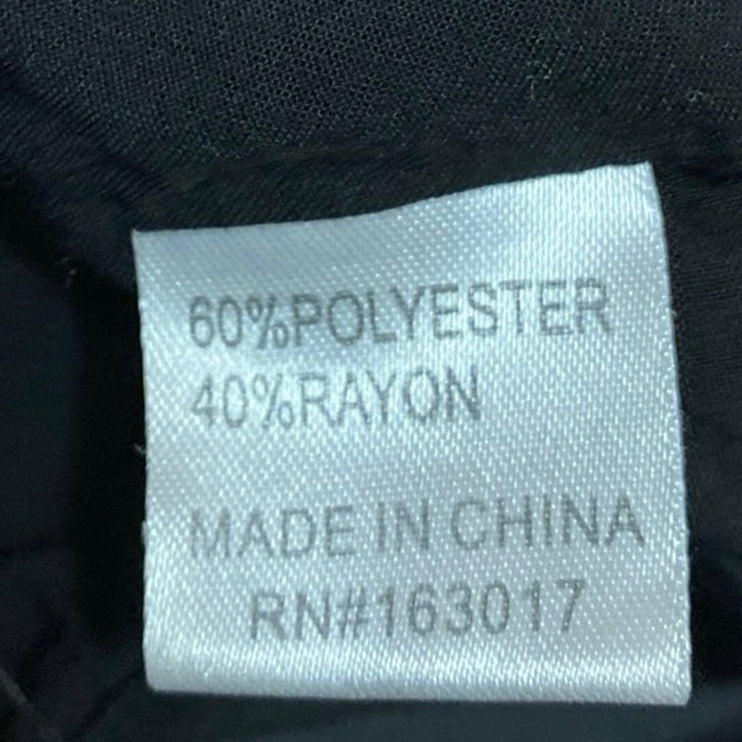 60%POLYESTER
40%RAYON
MADE IN CHINA
RN#163017